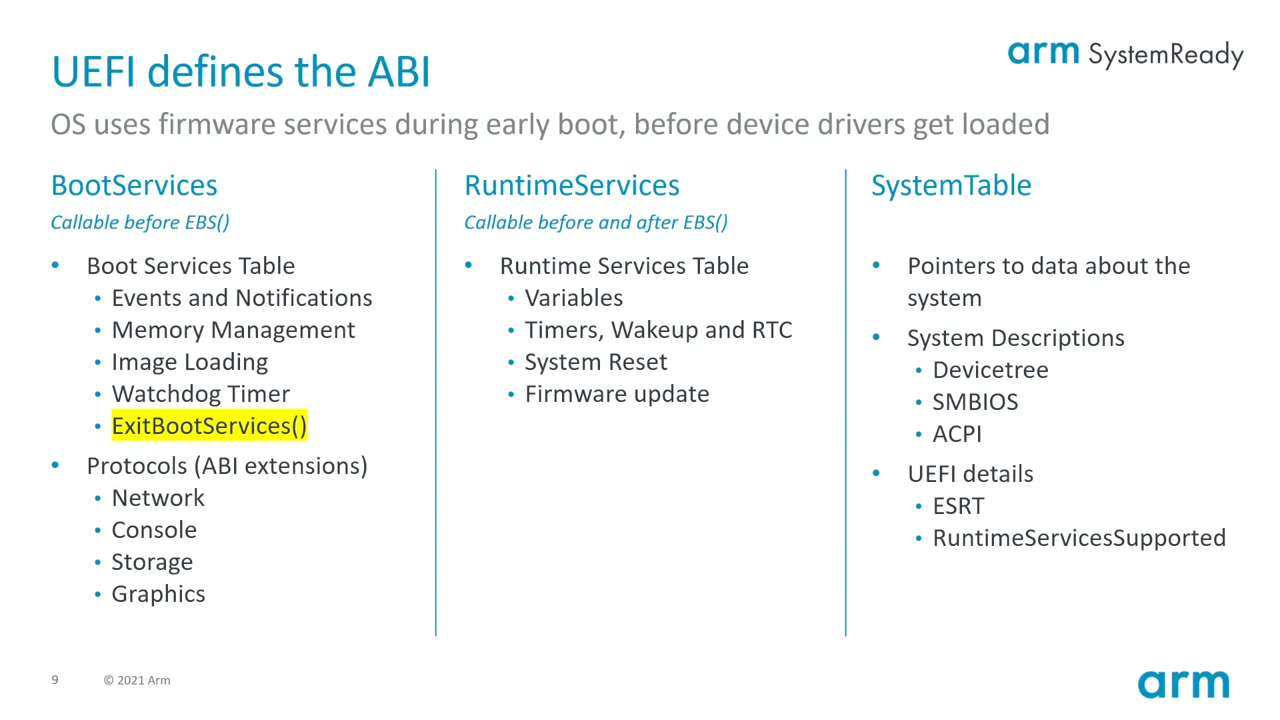 UEFI defines the ABI
arm SystemReady
OS uses firmware services during early boot, before device drivers get loaded
BootServices
Callable before EBS()
• Boot Services Table
• Events and Notifications
• Memory Management
• Image Loading
• Watchdog Timer
• ExitBootServices()
• Protocols (ABI extensions)
• Network
• Console
• Storage
• Graphics
RuntimeServices
Callable before and after EBS()
• Runtime Services Table
• Variables
• Timers, Wakeup and RTC
• System Reset
• Firmware update
SystemTable
• Pointers to data about the
system
• System Descriptions
• Devicetree
• SMBIOS
• ACPI
• UEFI details
• ESRT
• RuntimeServicesSupported
9 © 2021 Arm
arm